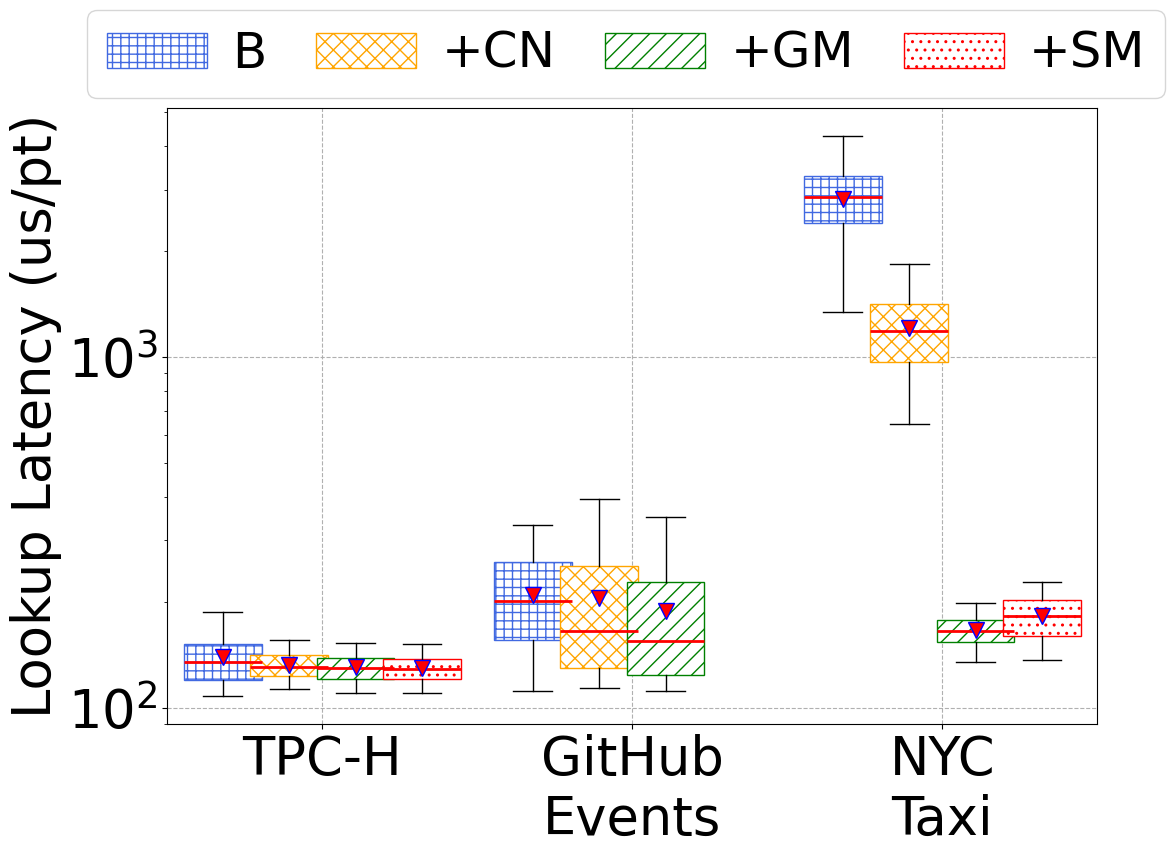 B +CN +GM +SM
Lookup Latency (us/pt)
10³
10²
TPC-H GitHub Events NYC Taxi